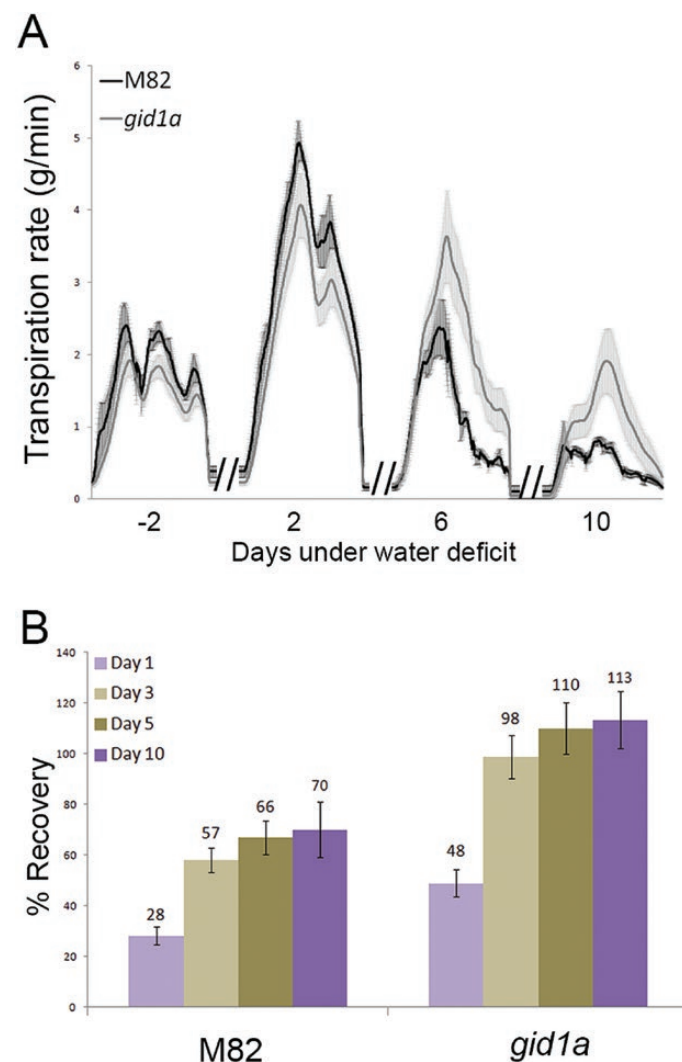 A
6
5
4
3
2
1
0
Transpiration rate (g/min)
M82
gid1a
-2 2 6 10
Days under water deficit
B
140
120
100
80
60
40
20
0
% Recovery
Day 1
Day 3
Day 5
Day 10
28
57
66
70
48
98
110
113
M82 gid1a